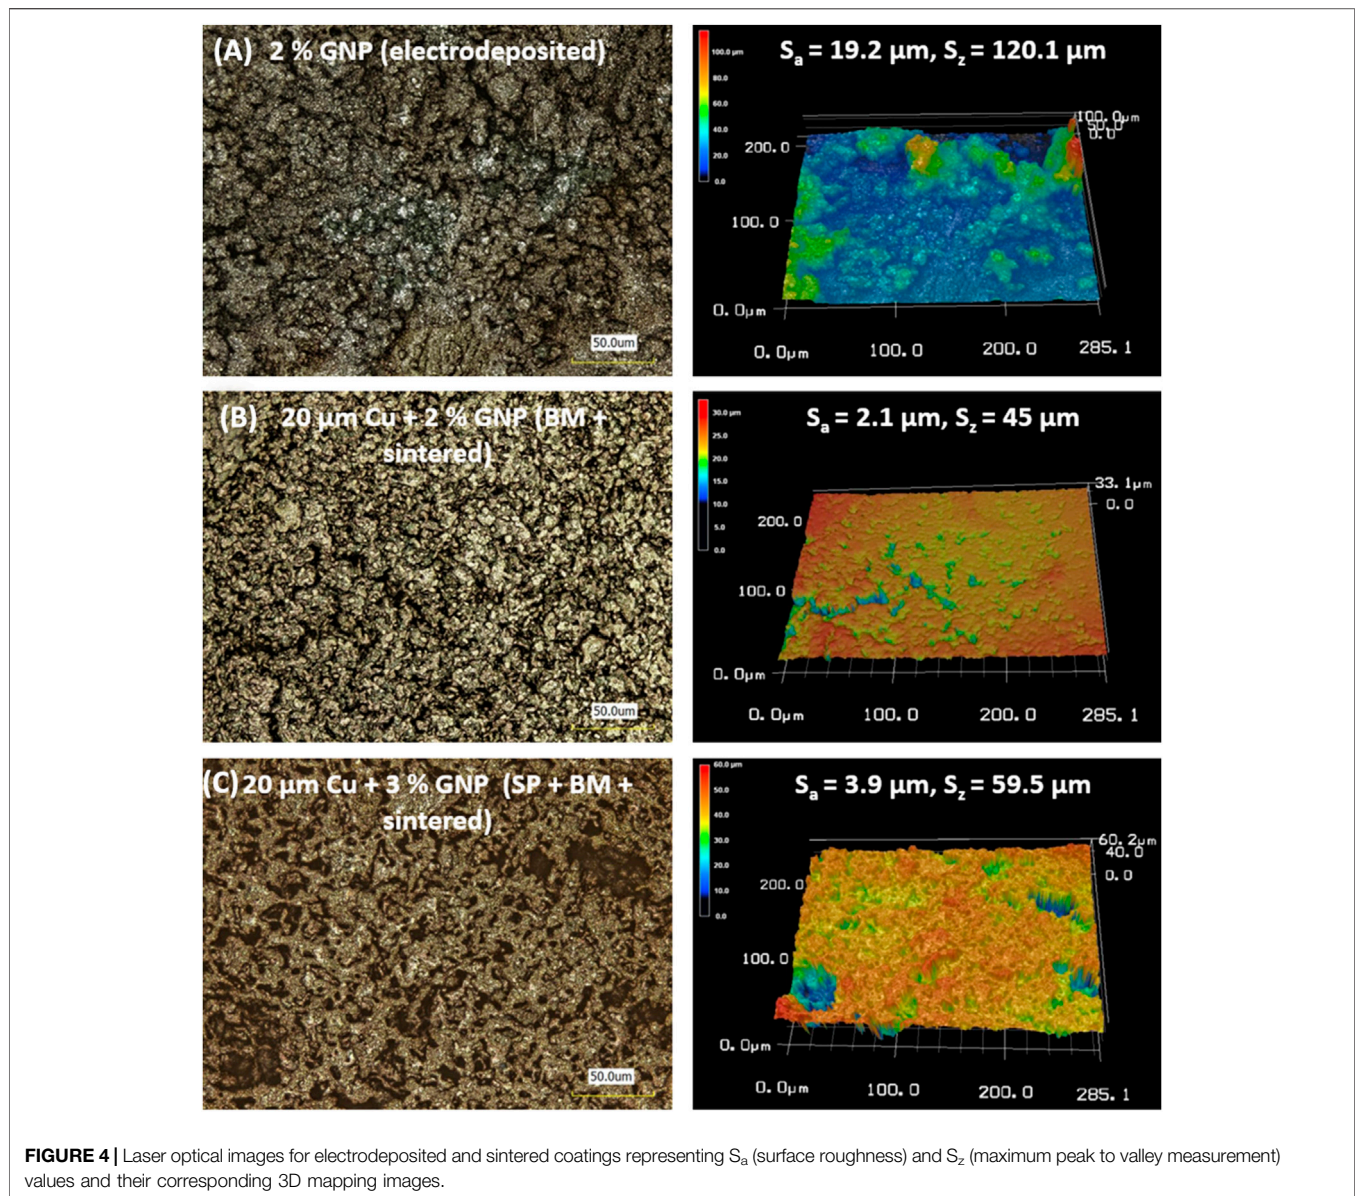 (A) 2 % GNP (electrodeposited)
50.0um
Sa = 19.2 µm, Sz = 120.1 µm
100.0 µm
80.0
60.0
40.0
20.0
0.0
100.0µm
50.0
0.0
200.0
100.0
0.0µm
0.0µm 100.0 200.0 285.1
(B) 20 µm Cu + 2 % GNP (BM +
sintered)
50.0um
Sa = 2.1 µm, Sz = 45 µm
30.0 µm
25.0
20.0
15.0
10.0
5.0
0.0
33.1µm
0.0
200.0
100.0
0.0µm
0.0µm 100.0 200.0 285.1
(C) 20 µm Cu + 3 % GNP (SP + BM +
sintered)
50.0um
Sa = 3.9 µm, Sz = 59.5 µm
60.0 µm
50.0
40.0
30.0
20.0
10.0
0.0
60.2µm
40.0
0.0
200.0
100.0
0.0µm
0.0µm 100.0 200.0 285.1
FIGURE 4 | Laser optical images for electrodeposited and sintered coatings representing Sa (surface roughness) and Sz (maximum peak to valley measurement)
values and their corresponding 3D mapping images.